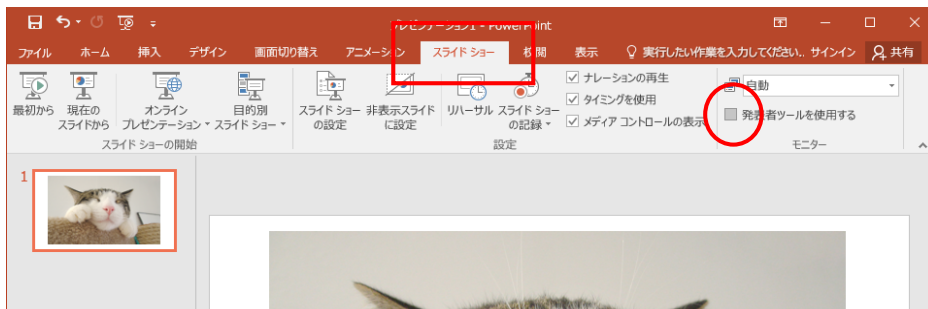 プレゼンテーション1 - PowerPoint
ファイル ホーム 挿入 デザイン 画面切り替え アニメーション スライド ショー 校閲 表示 実行したい作業を入力してください.. サインイン 共有
最初から 現在の スライドから オンライン プレゼンテーション 目的別 スライド ショー スライド ショー の設定 非表示スライド に設定 リハーサル スライド ショー の記録
ナレーションの再生
タイミングを使用
メディア コントロールの表示
自動
発表者ツールを使用する
スライド ショーの開始 設定 モニター
1